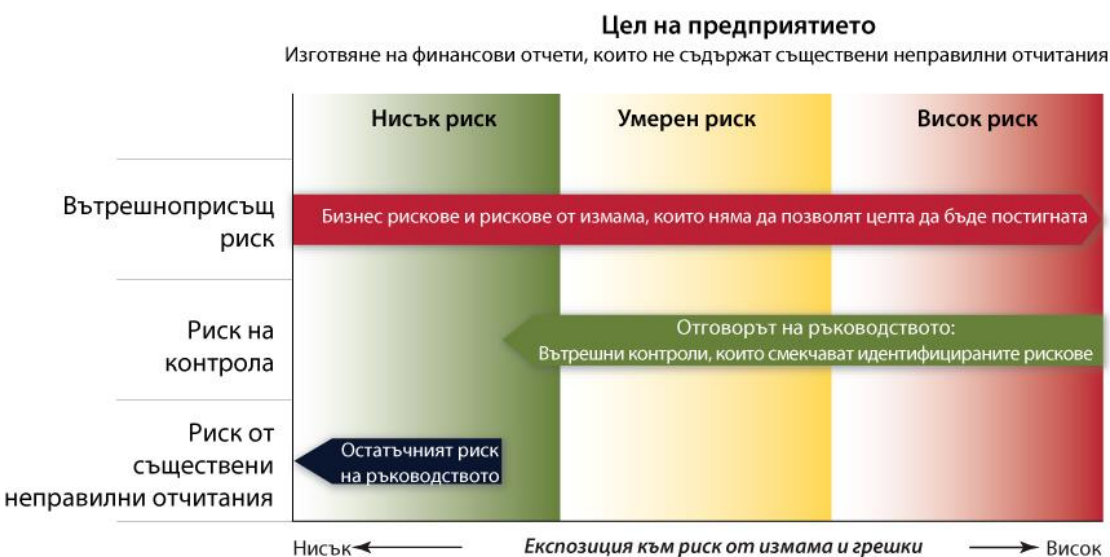 Цел на предприятието
Изготвяне на финансови отчети, които не съдържат съществени неправилни отчитания
Нисък риск
Умерен риск
Висок риск
Вътрешноприсъщ
риск
Бизнес рискове и рискове от измама, които няма да позволят целта да бъде постигната
Риск на
контрола
Отговорът на ръководството:
Вътрешни контроли, които смекчават идентифицираните рискове
Риск от
съществени
неправилни отчитания
Остатъчният риск
на ръководството
Нисък
Експозиция към риск от измама и грешки
Висок